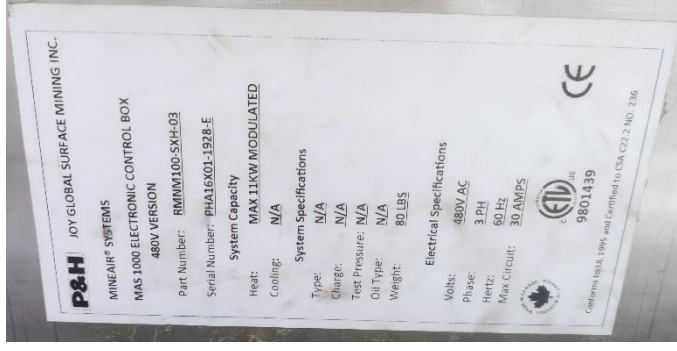 P&H JOY GLOBAL SURFACE MINING INC.
MINEAIR® SYSTEMS
MAS 1000 ELECTRONIC CONTROL BOX
480V VERSION
Part Number: RMNM100-SXH-03
Serial Number: PHA16X01-1928-E
System Capacity
Heat: MAX 11KW MODULATED
Cooling: N/A
System Specifications
Type: N/A
Charge: N/A
Test Pressure: N/A
Oil Type: N/A
Weight: 80 LBS
Electrical Specifications
Volts: 480V AC
Phase: 3 PH
Hertz: 60 Hz
Max Circuit: 30 AMPS
ETL
US
9801439
CE
Conforms to UL 1995 and Certified to CSA C22.2 NO. 236